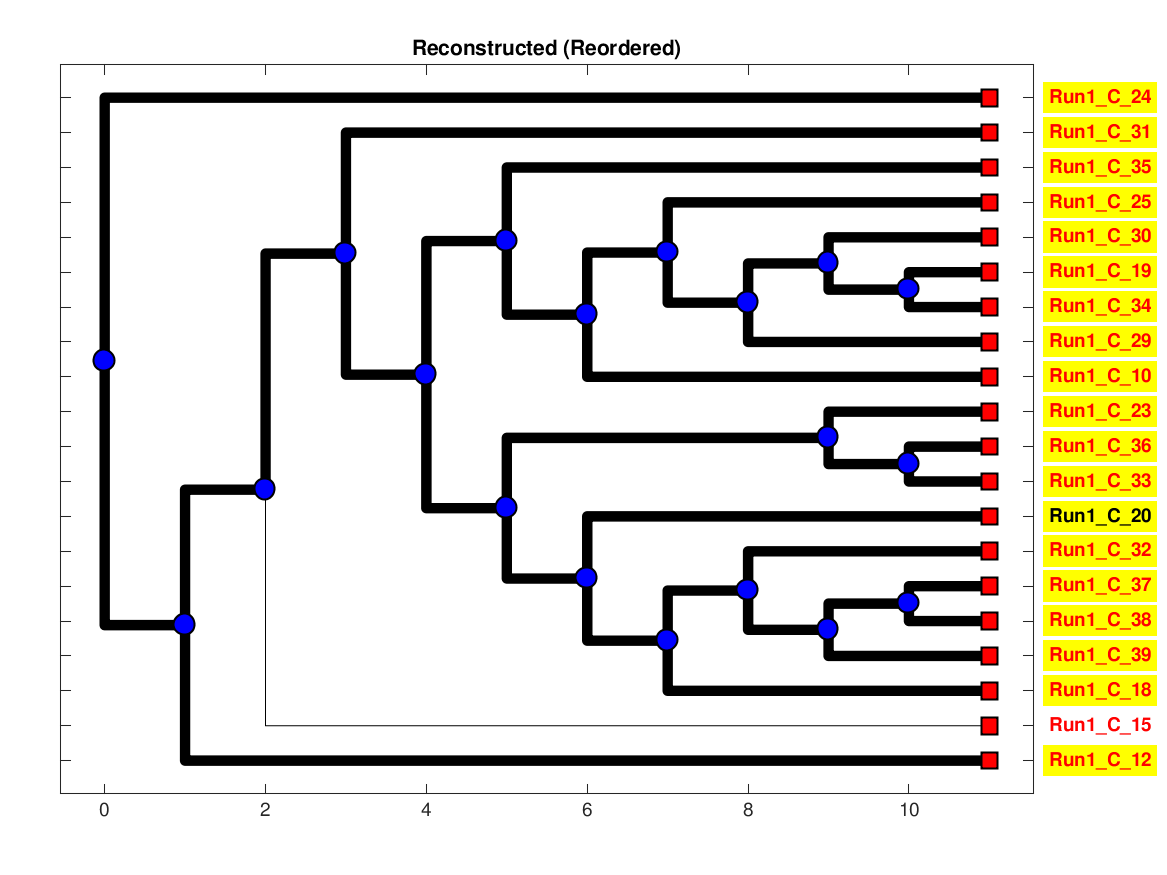 Reconstructed (Reordered)
Run1_C_24
Run1_C_31
Run1_C_35
Run1_C_25
Run1_C_30
Run1_C_19
Run1_C_34
Run1_C_29
Run1_C_10
Run1_C_23
Run1_C_36
Run1_C_33
Run1_C_20
Run1_C_32
Run1_C_37
Run1_C_38
Run1_C_39
Run1_C_18
Run1_C_15
Run1_C_12
0 2 4 6 8 10